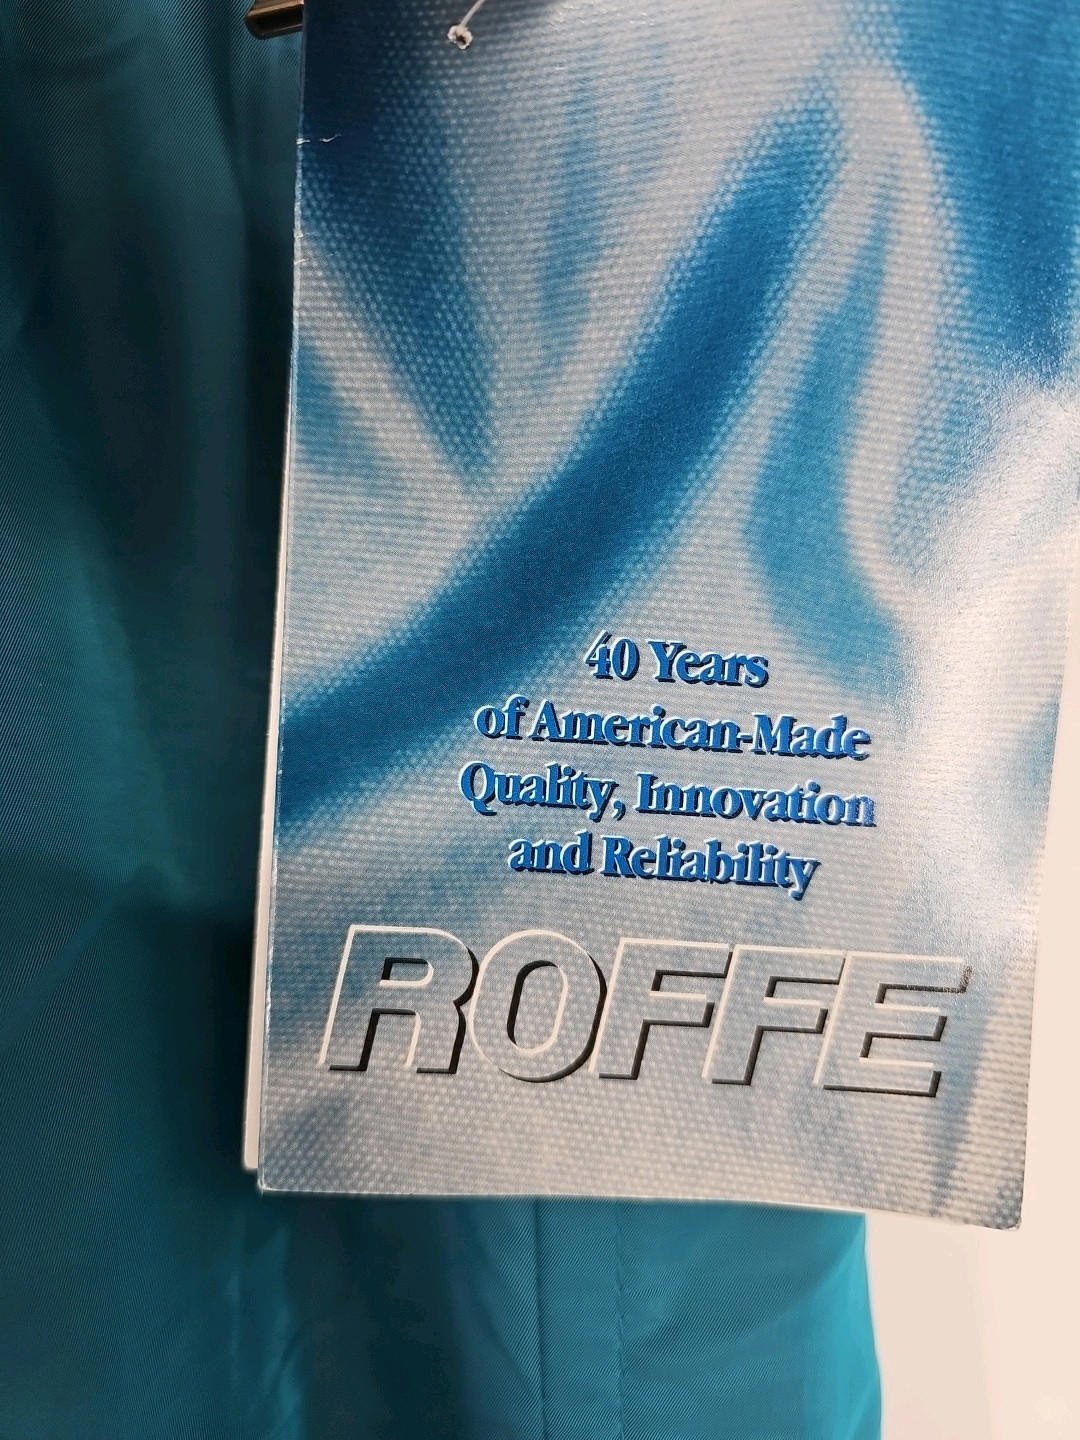 40 Years
of American-Made
Quality, Innovation
and Reliability
ROFFE